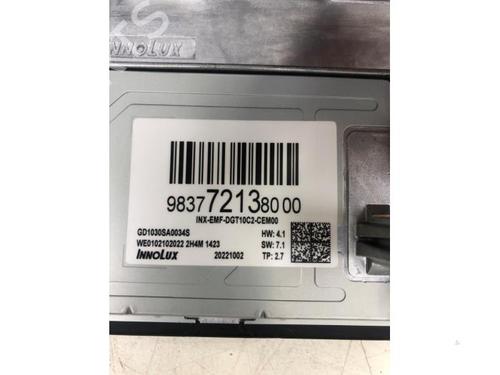 INNOLUX
9837721380 00
INX-EMF-DGT10C2-CEM00
GD1030SA0034S
HW: 4.1
WE0102102022 2H4M 1423
SW: 7.1
INNOLUX
20221002
TP: 2.7